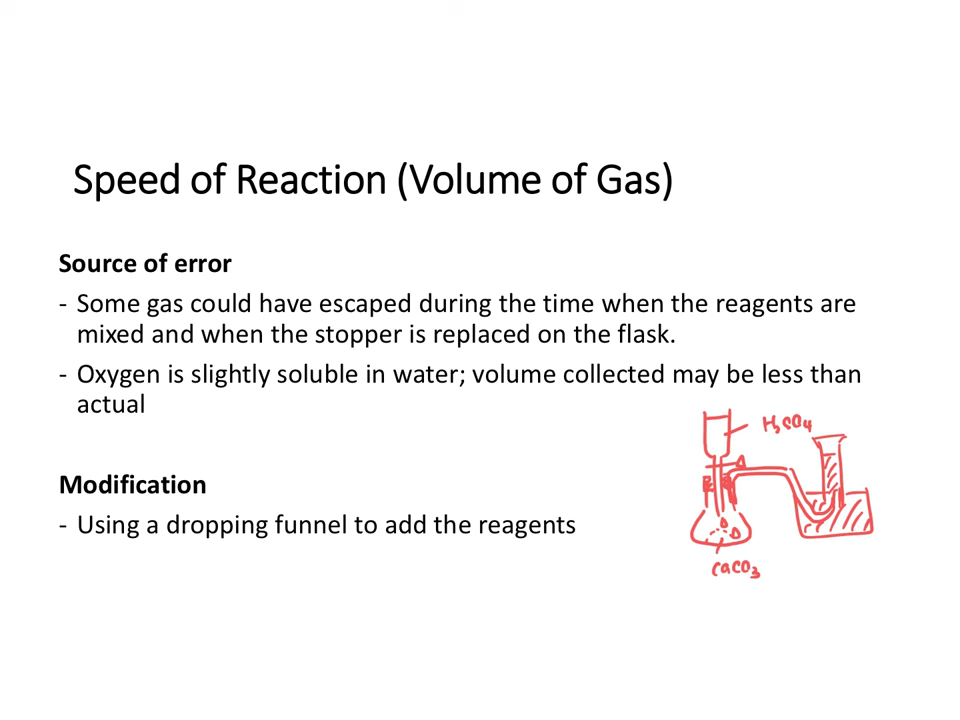 Speed of Reaction (Volume of Gas)
Source of error
- Some gas could have escaped during the time when the reagents are
mixed and when the stopper is replaced on the flask.
- Oxygen is slightly soluble in water; volume collected may be less than
actual
H₂CO₄
Modification
- Using a dropping funnel to add the reagents
CaCO₃